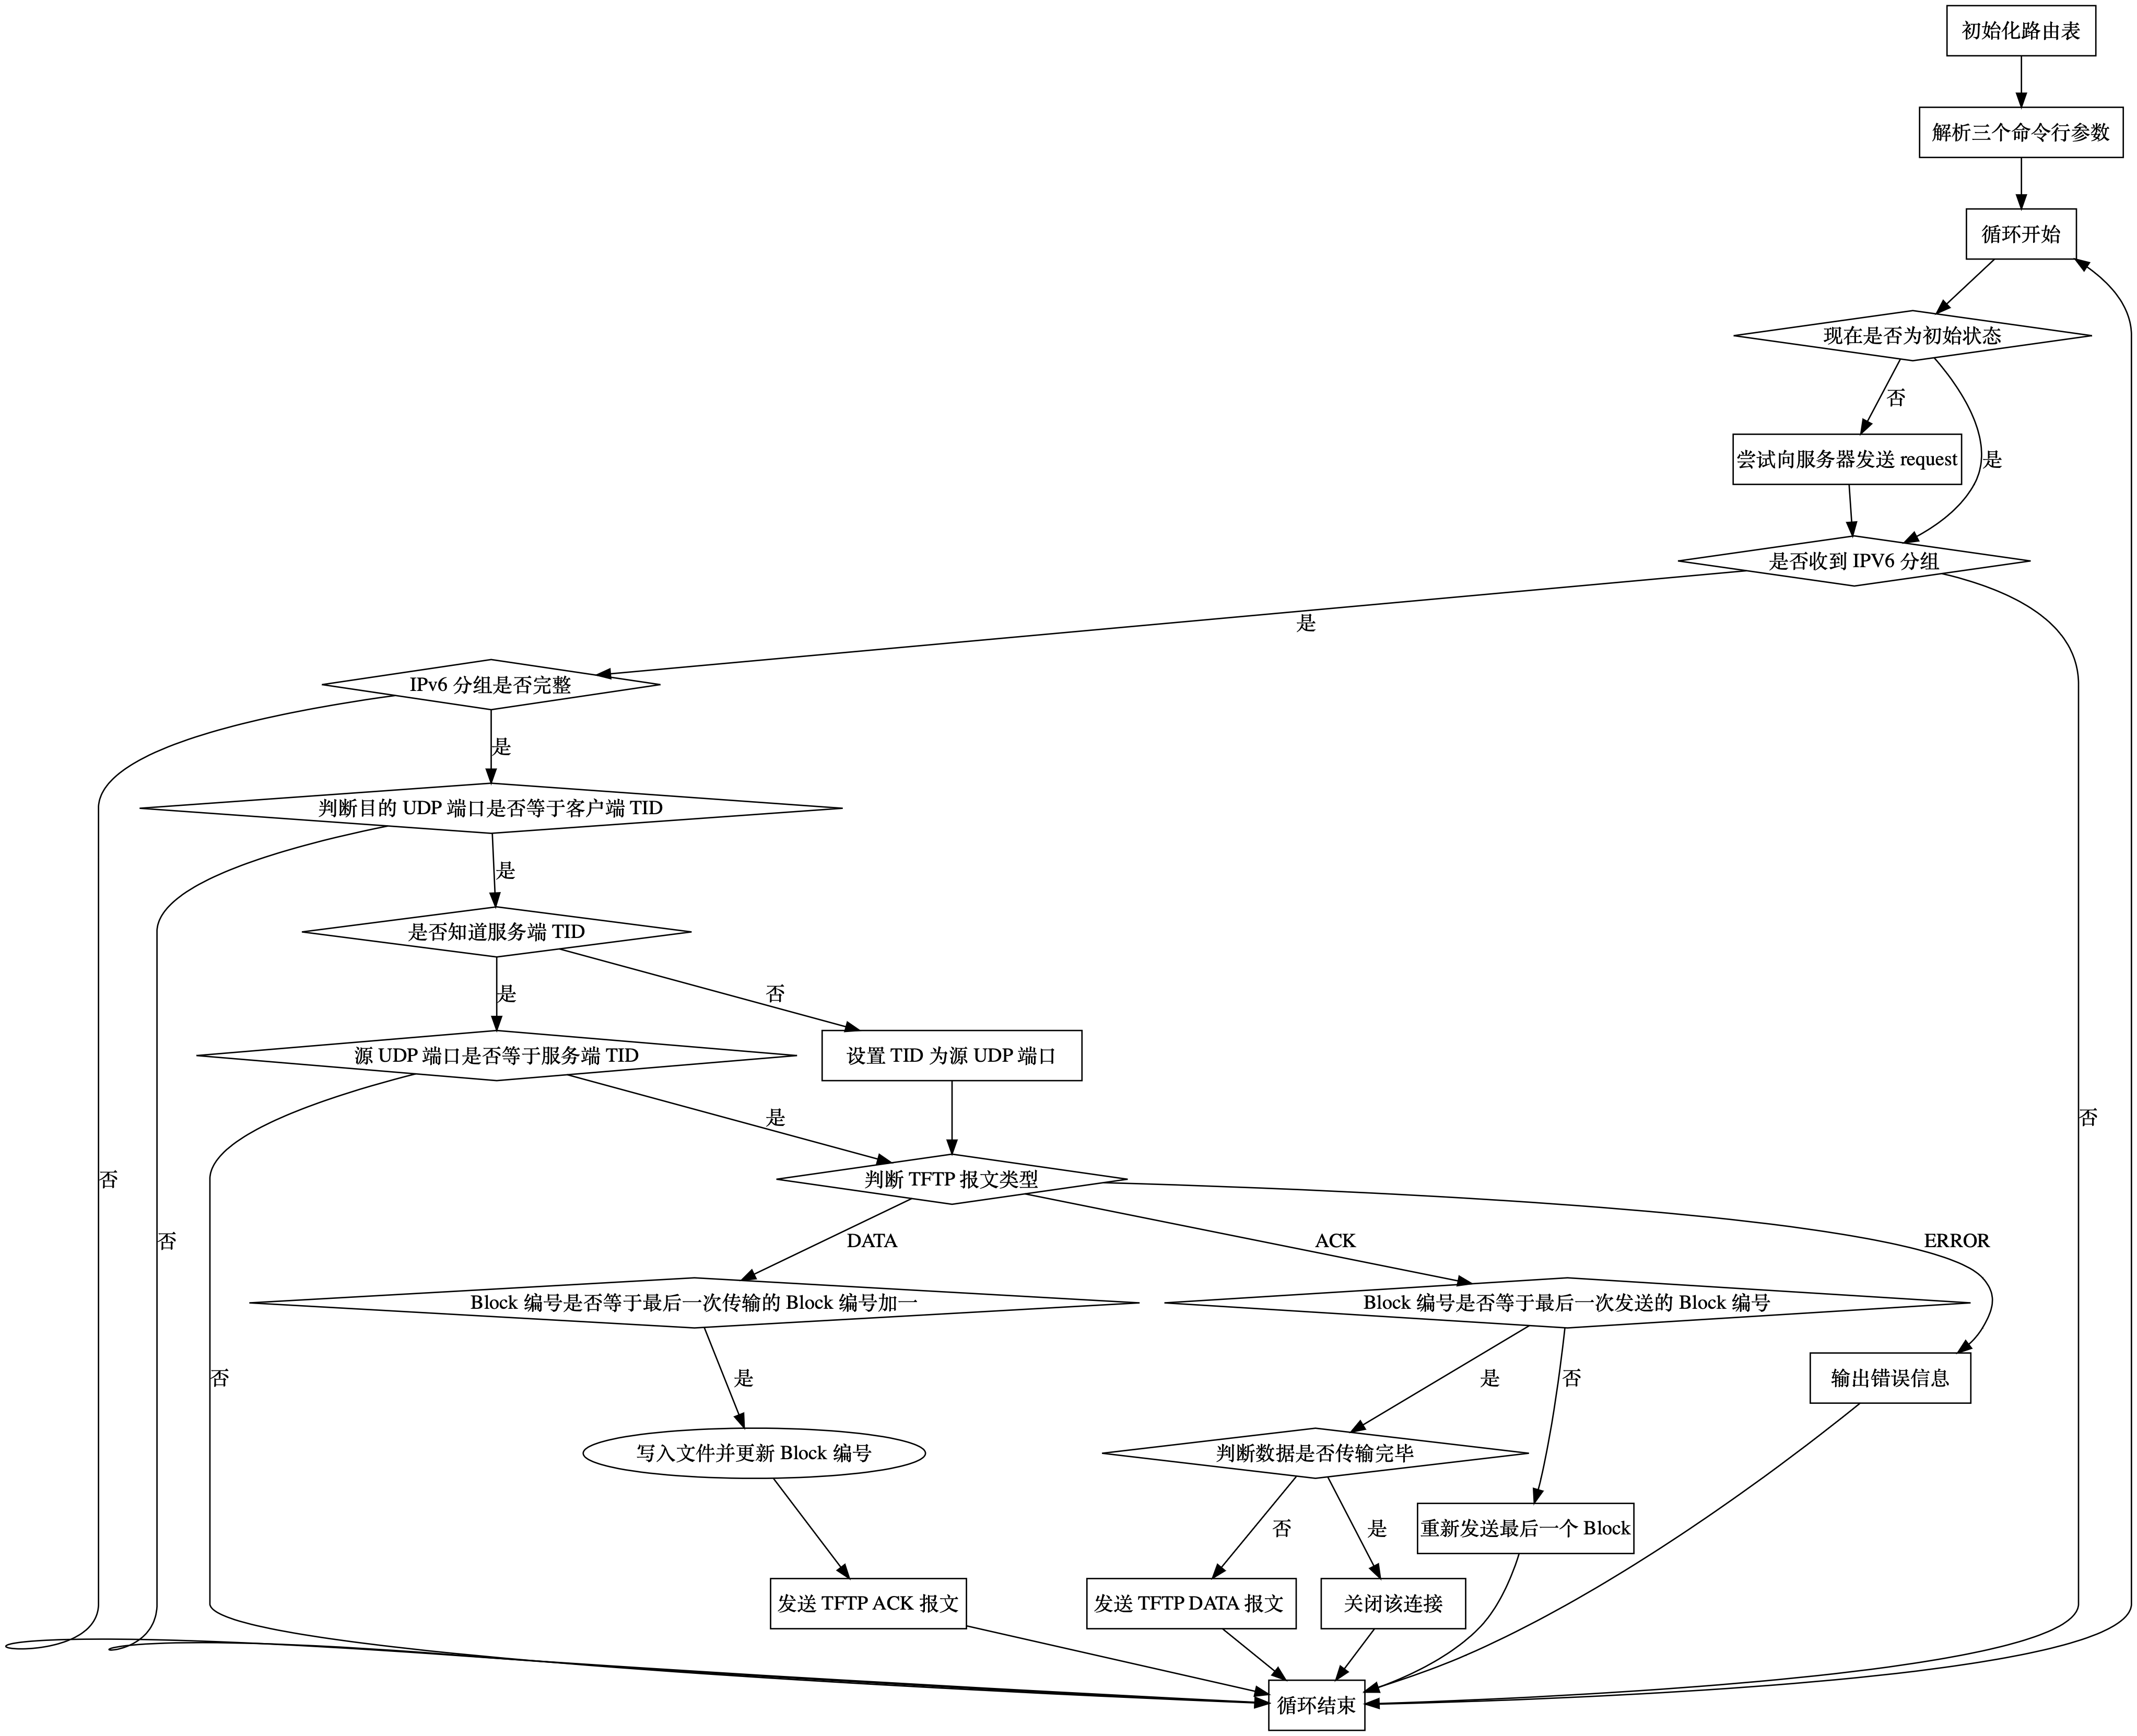 初始化路由表
解析三个命令行参数
循环开始
现在是否为初始状态
否
尝试向服务器发送 request
是
是否收到 IPV6 分组
是
IPv6 分组是否完整
是
判断目的 UDP 端口是否等于客户端 TID
是
是否知道服务端 TID
是
否
源 UDP 端口是否等于服务端 TID
设置 TID 为源 UDP 端口
是
否
判断 TFTP 报文类型
否
否
DATA
ACK
ERROR
Block 编号是否等于最后一次传输的 Block 编号加一
Block 编号是否等于最后一次发送的 Block 编号
否
是
是
否
输出错误信息
写入文件并更新 Block 编号
判断数据是否传输完毕
否
是
重新发送最后一个 Block
发送 TFTP ACK 报文
发送 TFTP DATA 报文
关闭该连接
循环结束